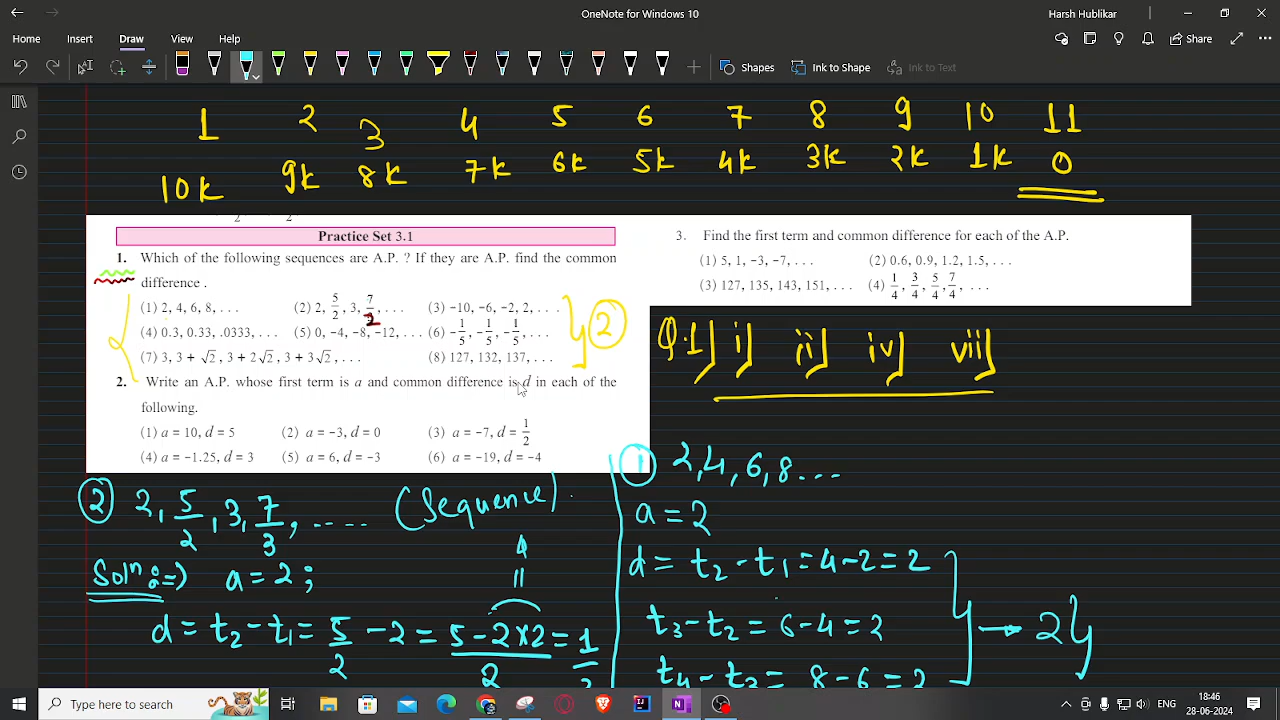 OneNote for Windows 10
Harsh Hublikar
Home Insert Draw View Help
Share
Shapes Ink to Shape Ink to Text
1 2 3 4 5 6 7 8 9 10 11
10k 9k 8k 7k 6k 5k 4k 3k 2k 1k 0
2 2
Practice Set 3.1
1. Which of the following sequences are A.P. ? If they are A.P. find the common
difference .
(1) 2, 4, 6, 8, . . . (2) 2, 5/2, 3, 7/2, . . . (3) -10, -6, -2, 2, . . .
(4) 0.3, 0.33, .0333, . . . (5) 0, -4, -8, -12, . . . (6) -1/5, -1/5, -1/5, . . .
(7) 3, 3 + √2, 3 + 2√2, 3 + 3√2, . . . (8) 127, 132, 137, . . .
2
2. Write an A.P. whose first term is a and common difference is d in each of the
following.
(1) a = 10, d = 5 (2) a = -3, d = 0 (3) a = -7, d = 1/2
(4) a = -1.25, d = 3 (5) a = 6, d = -3 (6) a = -19, d = -4
3. Find the first term and common difference for each of the A.P.
(1) 5, 1, -3, -7, . . . (2) 0.6, 0.9, 1.2, 1.5, . . .
(3) 127, 135, 143, 151, . . . (4) 1/4, 3/4, 5/4, 7/4, . . .
Q.1] i] ii] iv] vii]
② 2, 5/2, 3, 7/3, .... (Sequence).
Soln :=) a = 2 ;
d = t2 - t1 = 5/2 - 2 = 5-2×2/2 = 1/2
① 2,4,6,8...
a = 2
d = t2 - t1 = 4-2 = 2
t3 - t2 = 6-4 = 2 → 2
t4 - t3 = 8-6 = 2
Type here to search
18:46
28-06-2024